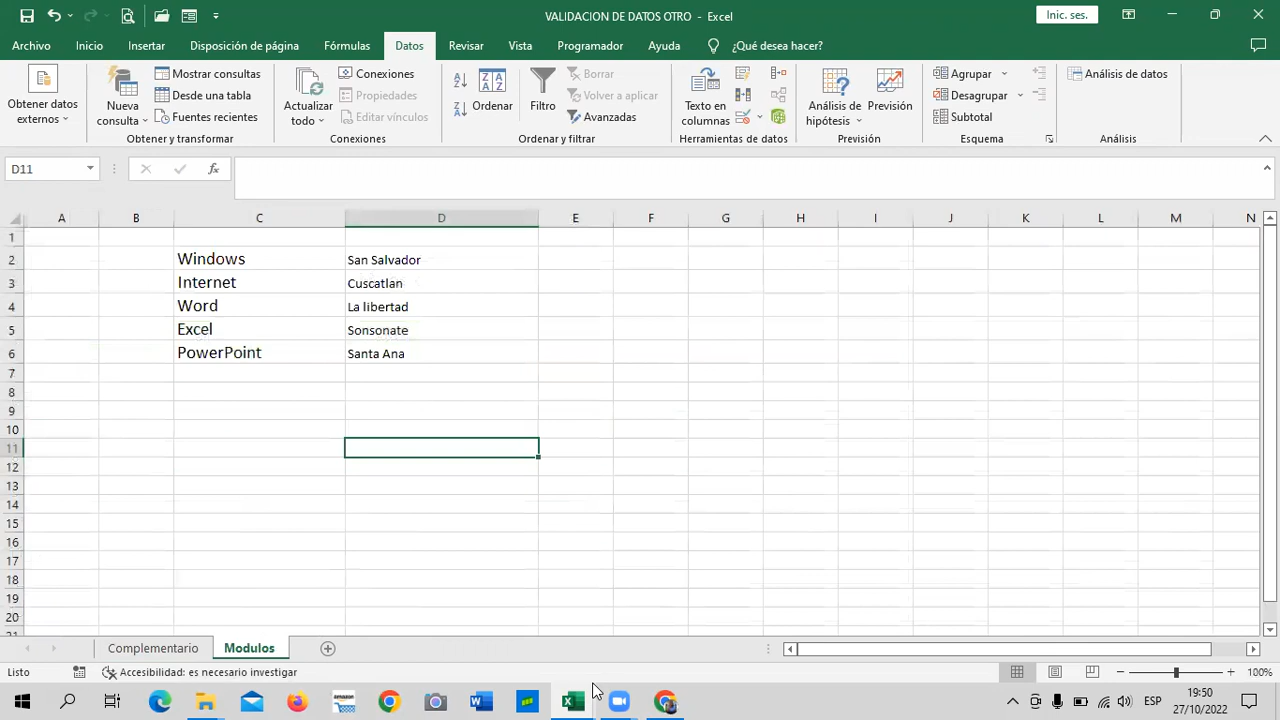 VALIDACION DE DATOS OTRO - Excel
Inic. ses.
Archivo Inicio Insertar Disposición de página Fórmulas Datos Revisar Vista Programador Ayuda ¿Qué desea hacer?
Obtener datos externos
Nueva consulta
Mostrar consultas
Desde una tabla
Fuentes recientes
Obtener y transformar
Actualizar todo
Conexiones
Propiedades
Editar vínculos
Conexiones
Ordenar
Filtro
Borrar
Volver a aplicar
Avanzadas
Ordenar y filtrar
Texto en columnas
Herramientas de datos
Análisis de hipótesis
Previsión
Previsión
Agrupar
Desagrupar
Subtotal
Esquema
Análisis de datos
Análisis
D11
fx
A B C D E F G H I J K L M N
1
2 Windows San Salvador
3 Internet Cuscatlan
4 Word La libertad
5 Excel Sonsonate
6 PowerPoint Santa Ana
7
8
9
10
11
12
13
14
15
16
17
18
19
20
21
Complementario Modulos
Listo Accesibilidad: es necesario investigar 100%
ESP
19:50
27/10/2022